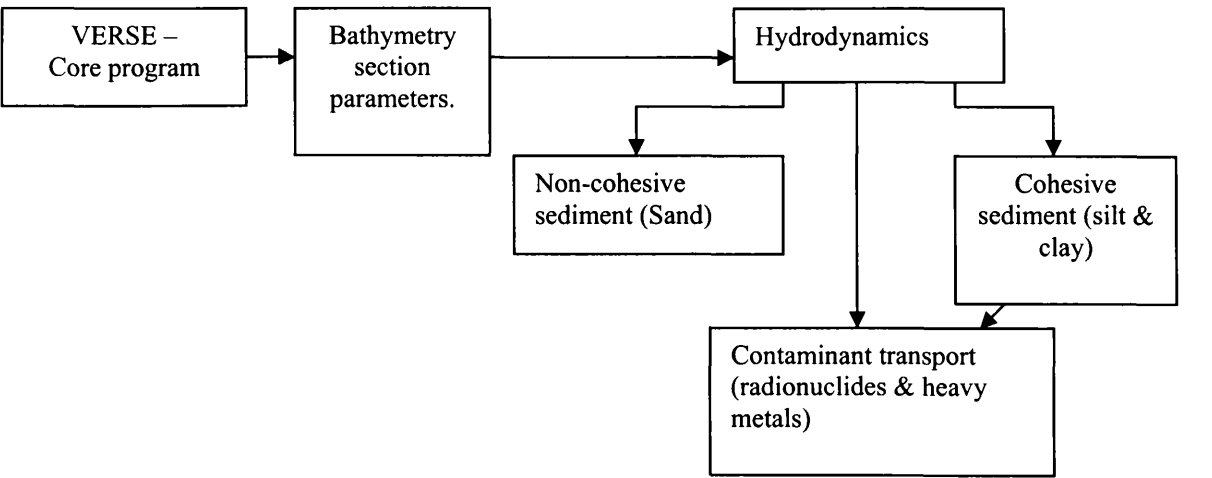 VERSE –
Core program
Bathymetry
section
parameters.
Hydrodynamics
Non-cohesive
sediment (Sand)
Cohesive
sediment (silt &
clay)
Contaminant transport
(radionuclides & heavy
metals)